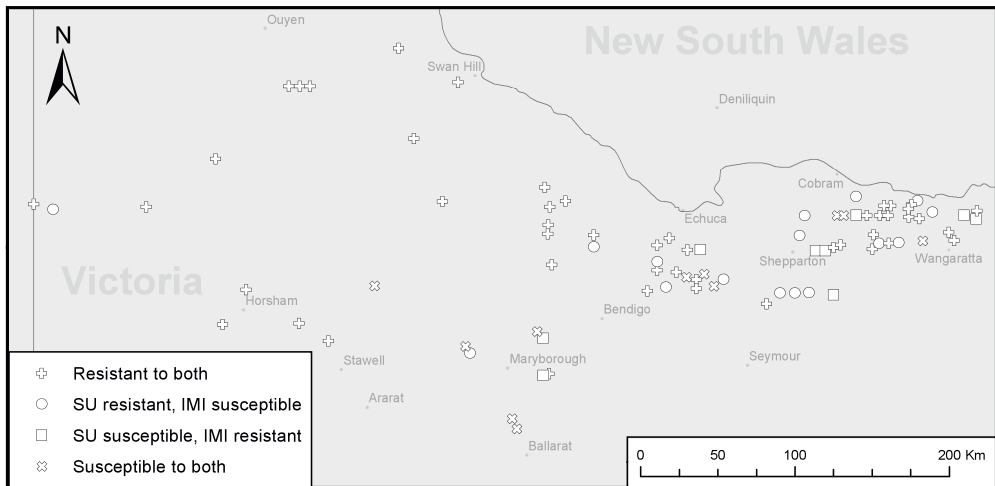 Ouyen
N
New South Wales
Swan Hill
Deniliquin
Cobram
Echuca
Shepparton
Wangaratta
Victoria
Horsham
Bendigo
Stawell
Maryborough
Seymour
Ararat
Ballarat
Resistant to both
SU resistant, IMI susceptible
SU susceptible, IMI resistant
Susceptible to both
0 50 100 200 Km